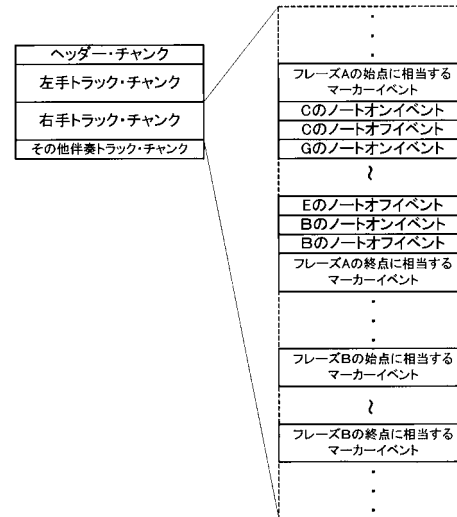 ヘッダー・チャンク
左手トラック・チャンク
右手トラック・チャンク
その他伴奏トラック・チャンク
フレーズAの始点に相当する
マーカーイベント
Cのノートオンイベント
Cのノートオフイベント
Gのノートオンイベント
~
Eのノートオフイベント
Bのノートオンイベント
Bのノートオフイベント
フレーズAの終点に相当する
マーカーイベント
フレーズBの始点に相当する
マーカーイベント
~
フレーズBの終点に相当する
マーカーイベント